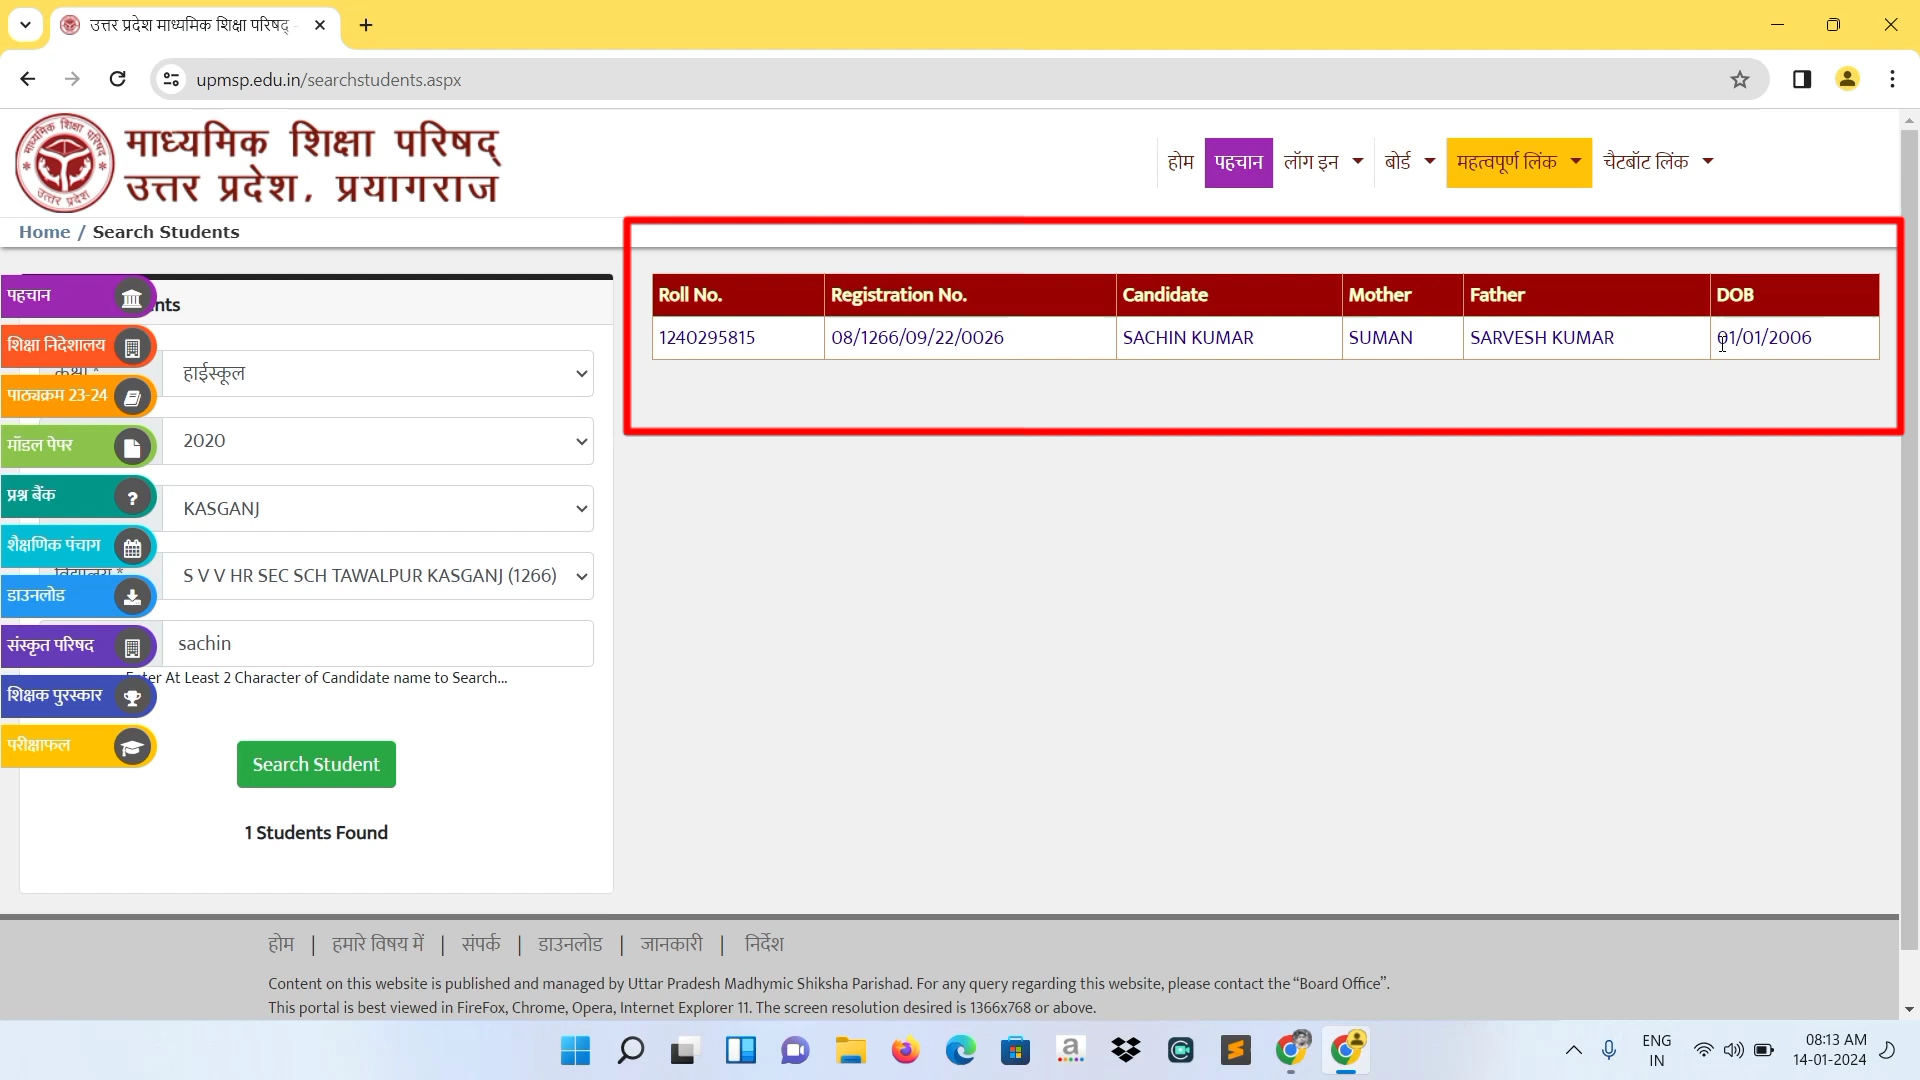 उत्तर प्रदेश माध्यमिक शिक्षा परिषद्
upmsp.edu.in/searchstudents.aspx
माध्यमिक शिक्षा परिषद्
उत्तर प्रदेश, प्रयागराज
होम पहचान लॉग इन बोर्ड महत्वपूर्ण लिंक चैटबॉट लिंक
Home / Search Students
पहचान
शिक्षा निदेशालय
पाठ्यक्रम 23-24
मॉडल पेपर
प्रश्न बैंक
शैक्षणिक पंचाग
डाउनलोड
संस्कृत परिषद
शिक्षक पुरस्कार
परीक्षाफल
nts
हाईस्कूल
2020
KASGANJ
S V V HR SEC SCH TAWALPUR KASGANJ (1266)
sachin
Enter At Least 2 Character of Candidate name to Search...
Search Student
1 Students Found
Roll No. Registration No. Candidate Mother Father DOB
1240295815 08/1266/09/22/0026 SACHIN KUMAR SUMAN SARVESH KUMAR 01/01/2006
होम | हमारे विषय में | संपर्क | डाउनलोड | जानकारी | निर्देश
Content on this website is published and managed by Uttar Pradesh Madhymic Shiksha Parishad. For any query regarding this website, please contact the “Board Office”.
This portal is best viewed in FireFox, Chrome, Opera, Internet Explorer 11. The screen resolution desired is 1366x768 or above.
ENG
IN
08:13 AM
14-01-2024